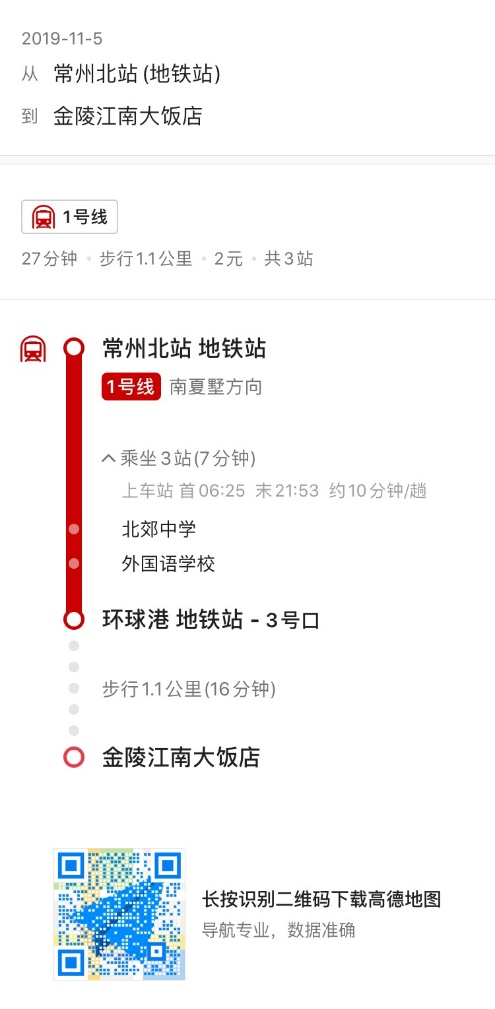 2019-11-5
从 常州北站(地铁站)
到 金陵江南大饭店
1号线
27分钟 · 步行1.1公里 · 2元 · 共3站
常州北站 地铁站
1号线 南夏墅方向
乘坐3站(7分钟)
上车站 首06:25 末21:53 约10分钟/趟
北郊中学
外国语学校
环球港 地铁站 - 3号口
步行1.1公里(16分钟)
金陵江南大饭店
长按识别二维码下载高德地图
导航专业，数据准确